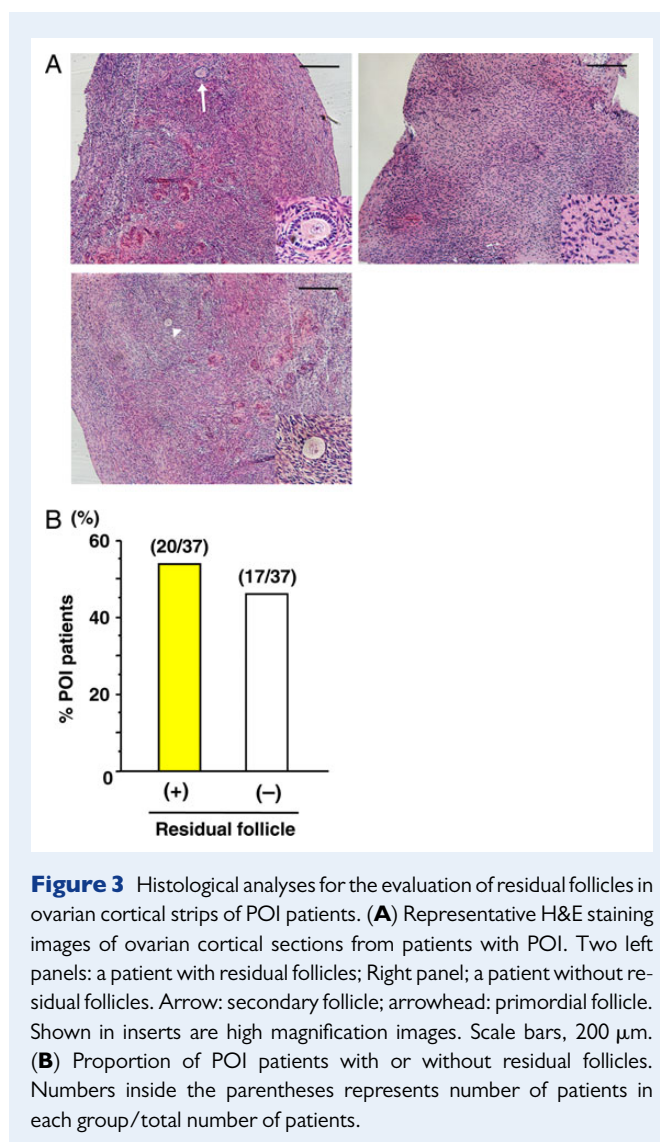 A
B (%)
60
(20/37)
(17/37)
40
20
0
% POI patients
(+) (−)
Residual follicle
Figure 3 Histological analyses for the evaluation of residual follicles in
ovarian cortical strips of POI patients. (A) Representative H&E staining
images of ovarian cortical sections from patients with POI. Two left
panels: a patient with residual follicles; Right panel; a patient without re-
sidual follicles. Arrow: secondary follicle; arrowhead: primordial follicle.
Shown in inserts are high magnification images. Scale bars, 200 μm.
(B) Proportion of POI patients with or without residual follicles.
Numbers inside the parentheses represents number of patients in
each group/total number of patients.